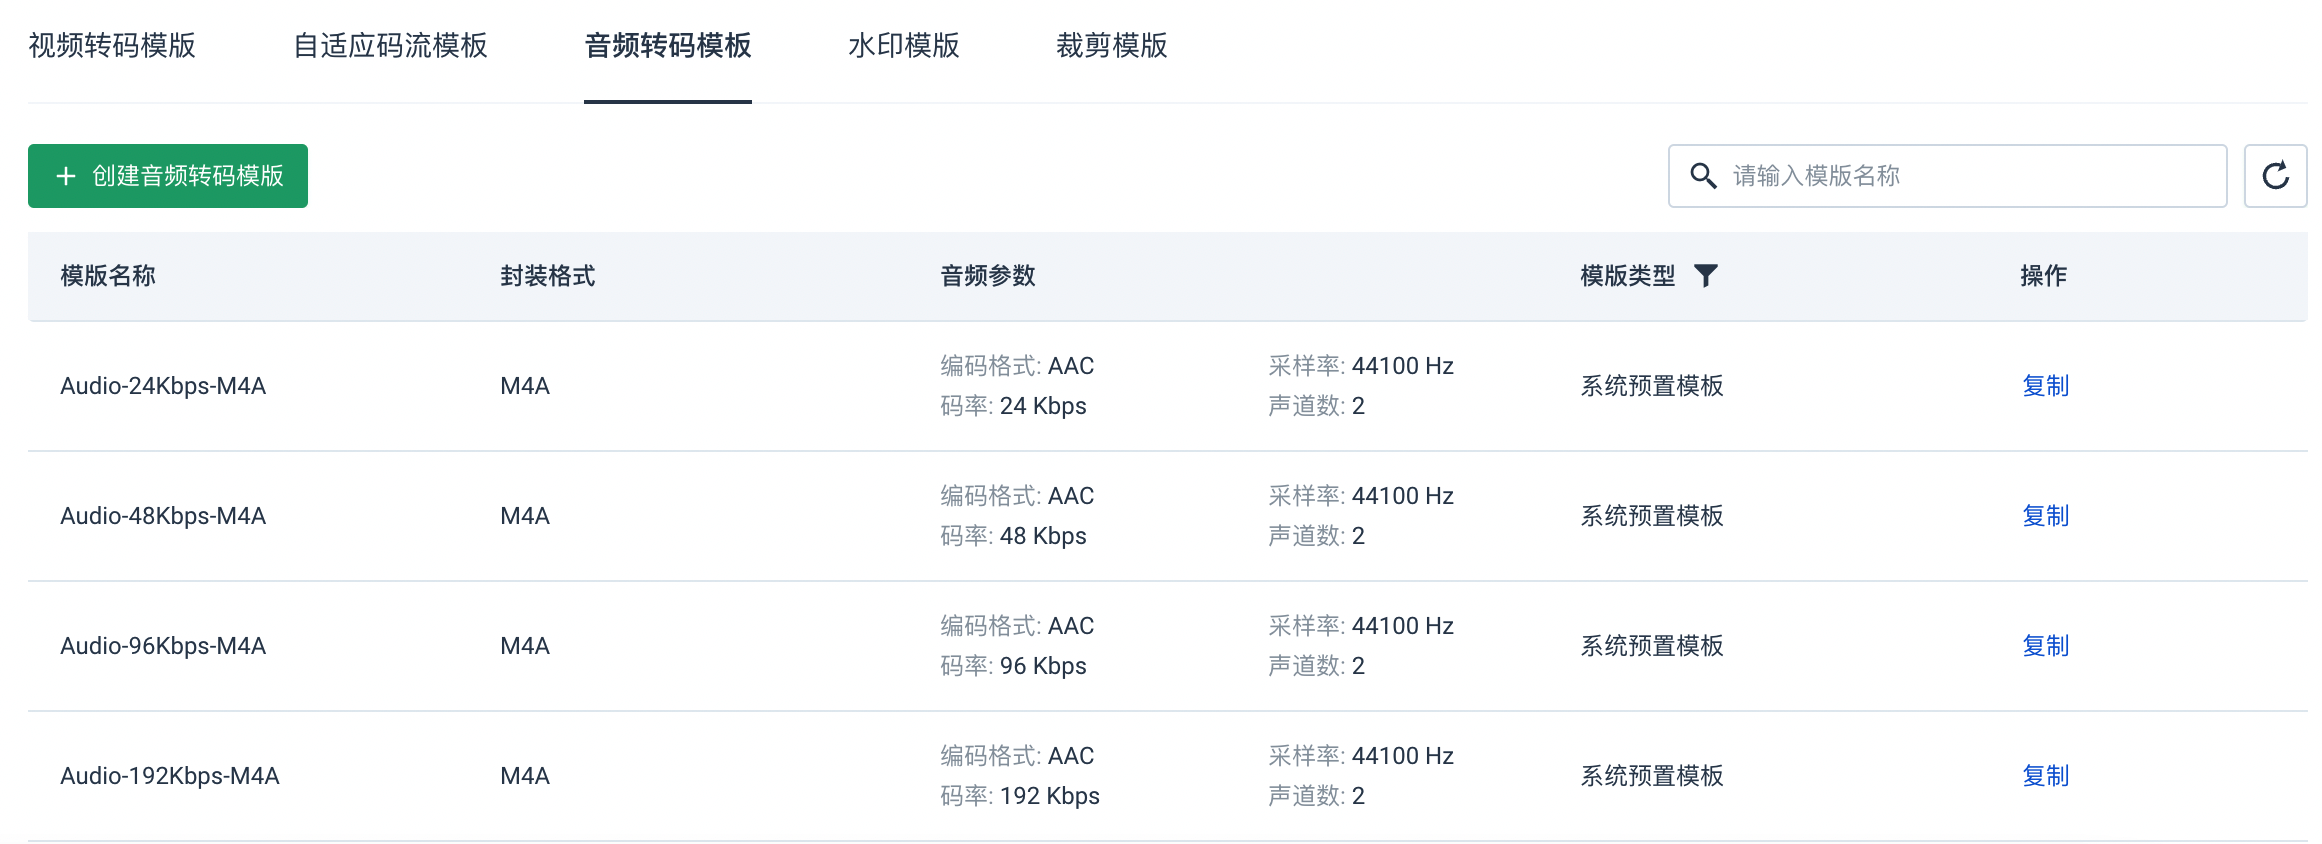 视频转码模版 自适应码流模板 音频转码模板 水印模版 裁剪模版
+ 创建音频转码模版 请输入模版名称
模版名称 封装格式 音频参数 模版类型 操作
Audio-24Kbps-M4A M4A 编码格式: AAC 采样率: 44100 Hz 系统预置模板 复制
码率: 24 Kbps 声道数: 2
Audio-48Kbps-M4A M4A 编码格式: AAC 采样率: 44100 Hz 系统预置模板 复制
码率: 48 Kbps 声道数: 2
Audio-96Kbps-M4A M4A 编码格式: AAC 采样率: 44100 Hz 系统预置模板 复制
码率: 96 Kbps 声道数: 2
Audio-192Kbps-M4A M4A 编码格式: AAC 采样率: 44100 Hz 系统预置模板 复制
码率: 192 Kbps 声道数: 2